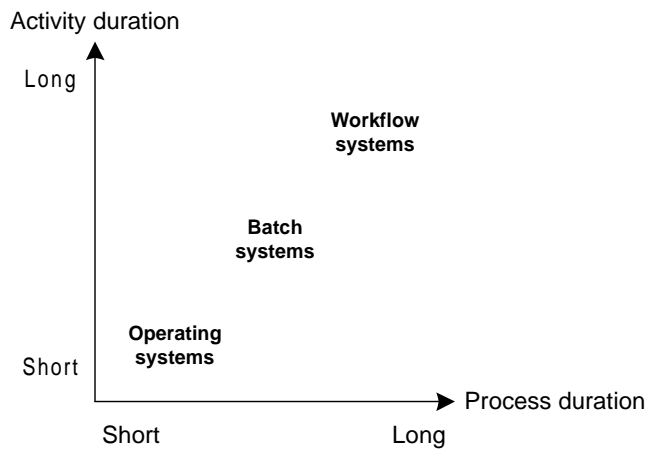 Activity duration
Long
Workflow
systems
Batch
systems
Operating
systems
Short
Process duration
Short
Long